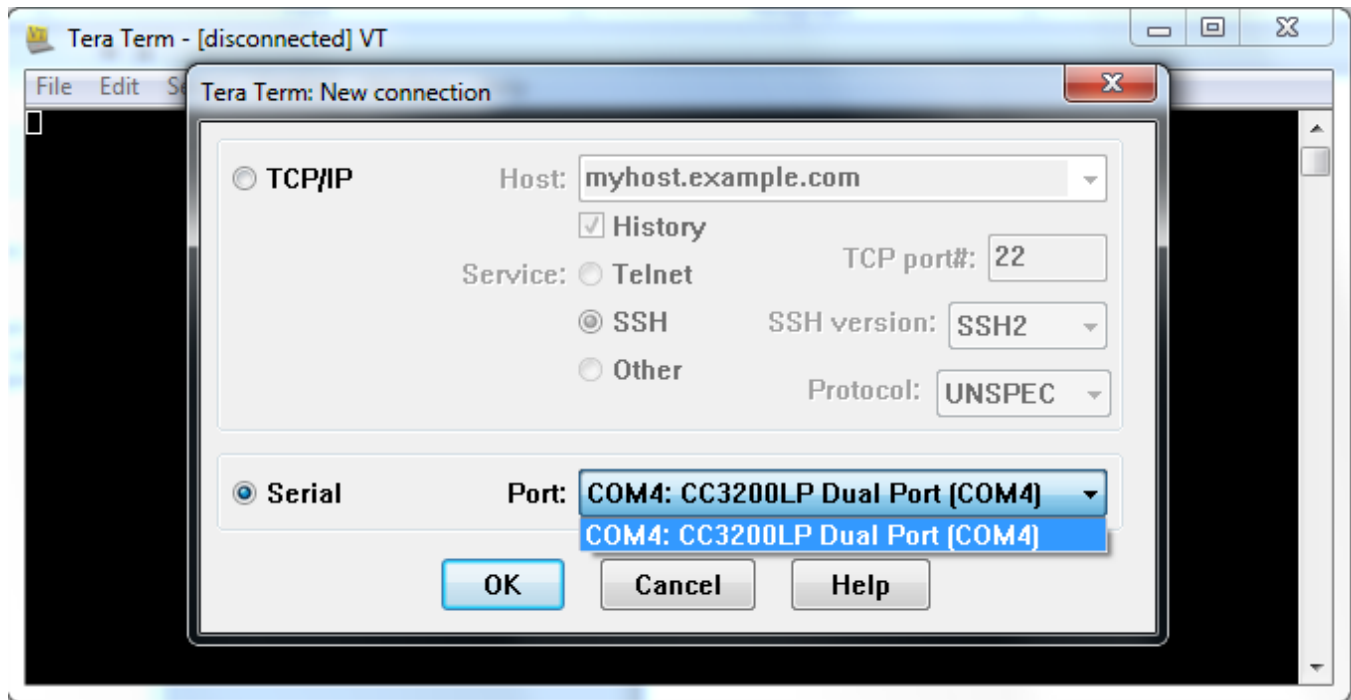 Tera Term - [disconnected] VT
File Edit Se
Tera Term: New connection
TCP/IP Host: myhost.example.com
History
TCP port#: 22
Service: Telnet
SSH SSH version: SSH2
Other
Protocol: UNSPEC
Serial Port: COM4: CC3200LP Dual Port (COM4)
COM4: CC3200LP Dual Port (COM4)
OK Cancel Help